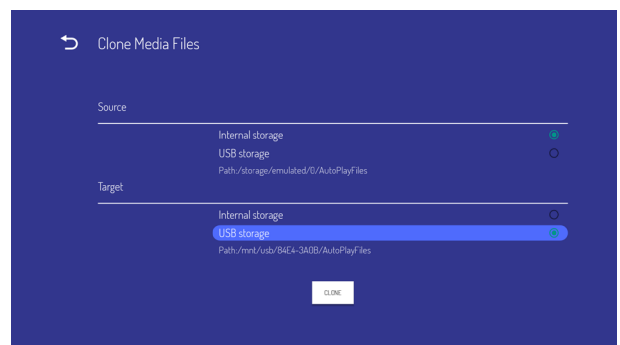 Clone Media Files
Source
Internal storage
USB storage
Path:/storage/emulated/0/AutoPlayFiles
Target
Internal storage
USB storage
Path:/mnt/usb/B4E4-3A0B/AutoPlayFiles
CLONE